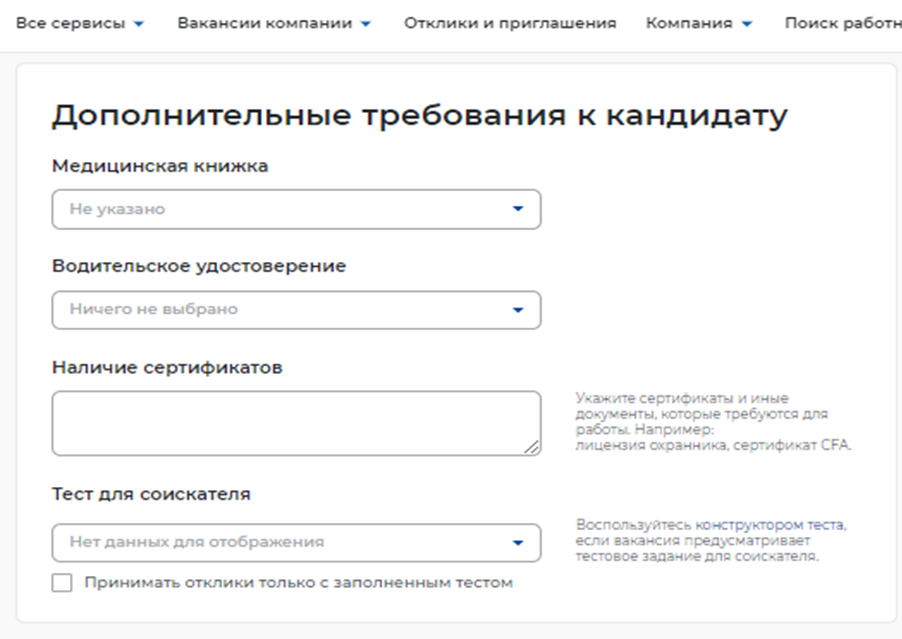 Все сервисы Вакансии компании Отклики и приглашения Компания Поиск работн
Дополнительные требования к кандидату
Медицинская книжка
Не указано
Водительское удостоверение
Ничего не выбрано
Наличие сертификатов
Укажите сертификаты и иные
документы, которые требуются для
работы. Например:
лицензия охранника, сертификат CFA.
Тест для соискателя
Нет данных для отображения
Воспользуйтесь конструктором теста,
если вакансия предусматривает
тестовое задание для соискателя.
Принимать отклики только с заполненным тестом